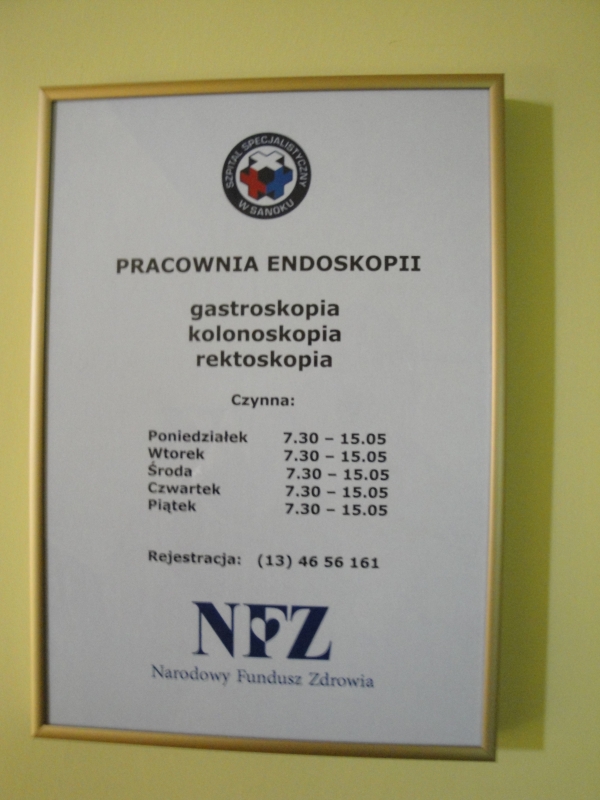 SZPITAL SPECJALISTYCZNY
W SANOKU
PRACOWNIA ENDOSKOPII
gastroskopia
kolonoskopia
rektoskopia
Czynna:
Poniedziałek 7.30 – 15.05
Wtorek 7.30 – 15.05
Środa 7.30 – 15.05
Czwartek 7.30 – 15.05
Piątek 7.30 – 15.05
Rejestracja: (13) 46 56 161
NFZ
Narodowy Fundusz Zdrowia